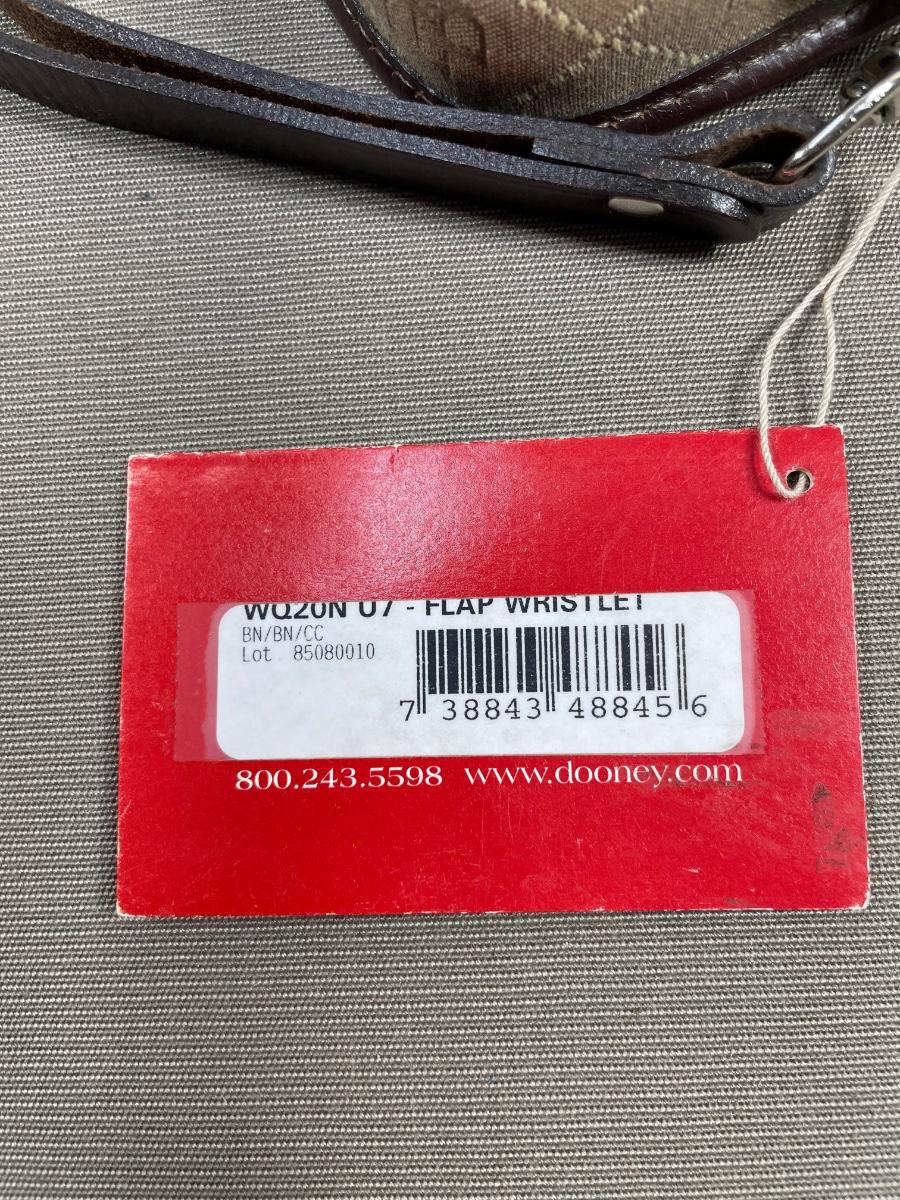 WQ20N U7 - FLAP WRISTLET
BN/BN/CC
Lot 85080010
7 38843 48845 6
800.243.5598 www.dooney.com